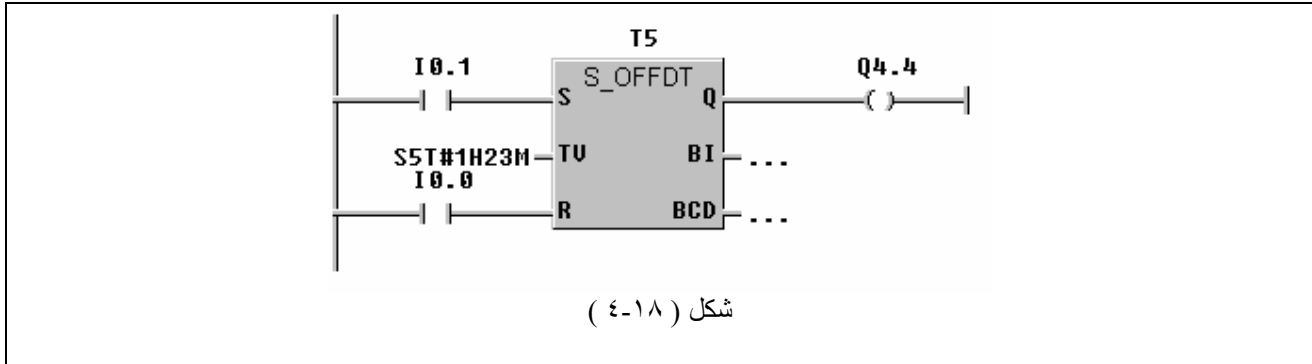 T5
I0.1
S_OFFDT
Q4.4
S
Q
S5T#1H23M
TV
BI
...
I0.0
R
BCD
...
شكل ( ١٨-٤ )